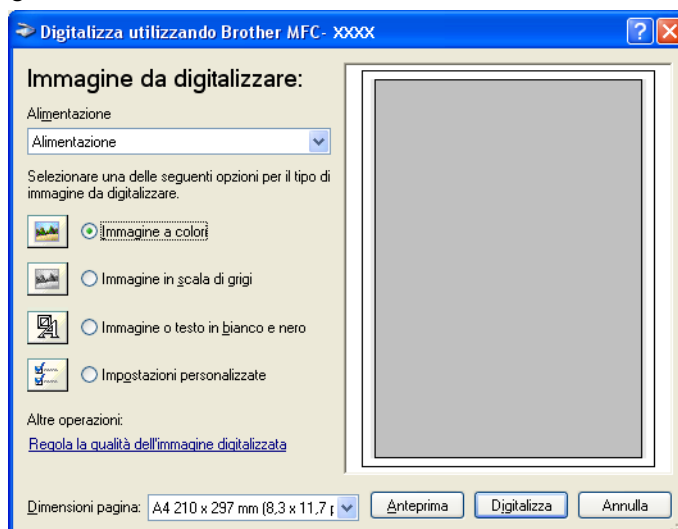 Digitalizza utilizzando Brother MFC- XXXX
Immagine da digitalizzare:
Alimentazione
Alimentazione
Selezionare una delle seguenti opzioni per il tipo di
immagine da digitalizzare.
Immagine a colori
Immagine in scala di grigi
Immagine o testo in bianco e nero
Impostazioni personalizzate
Altre operazioni:
Regola la qualità dell'immagine digitalizzata
Dimensioni pagina: A4 210 x 297 mm (8,3 x 11,7 Anteprima Digitalizza Annulla